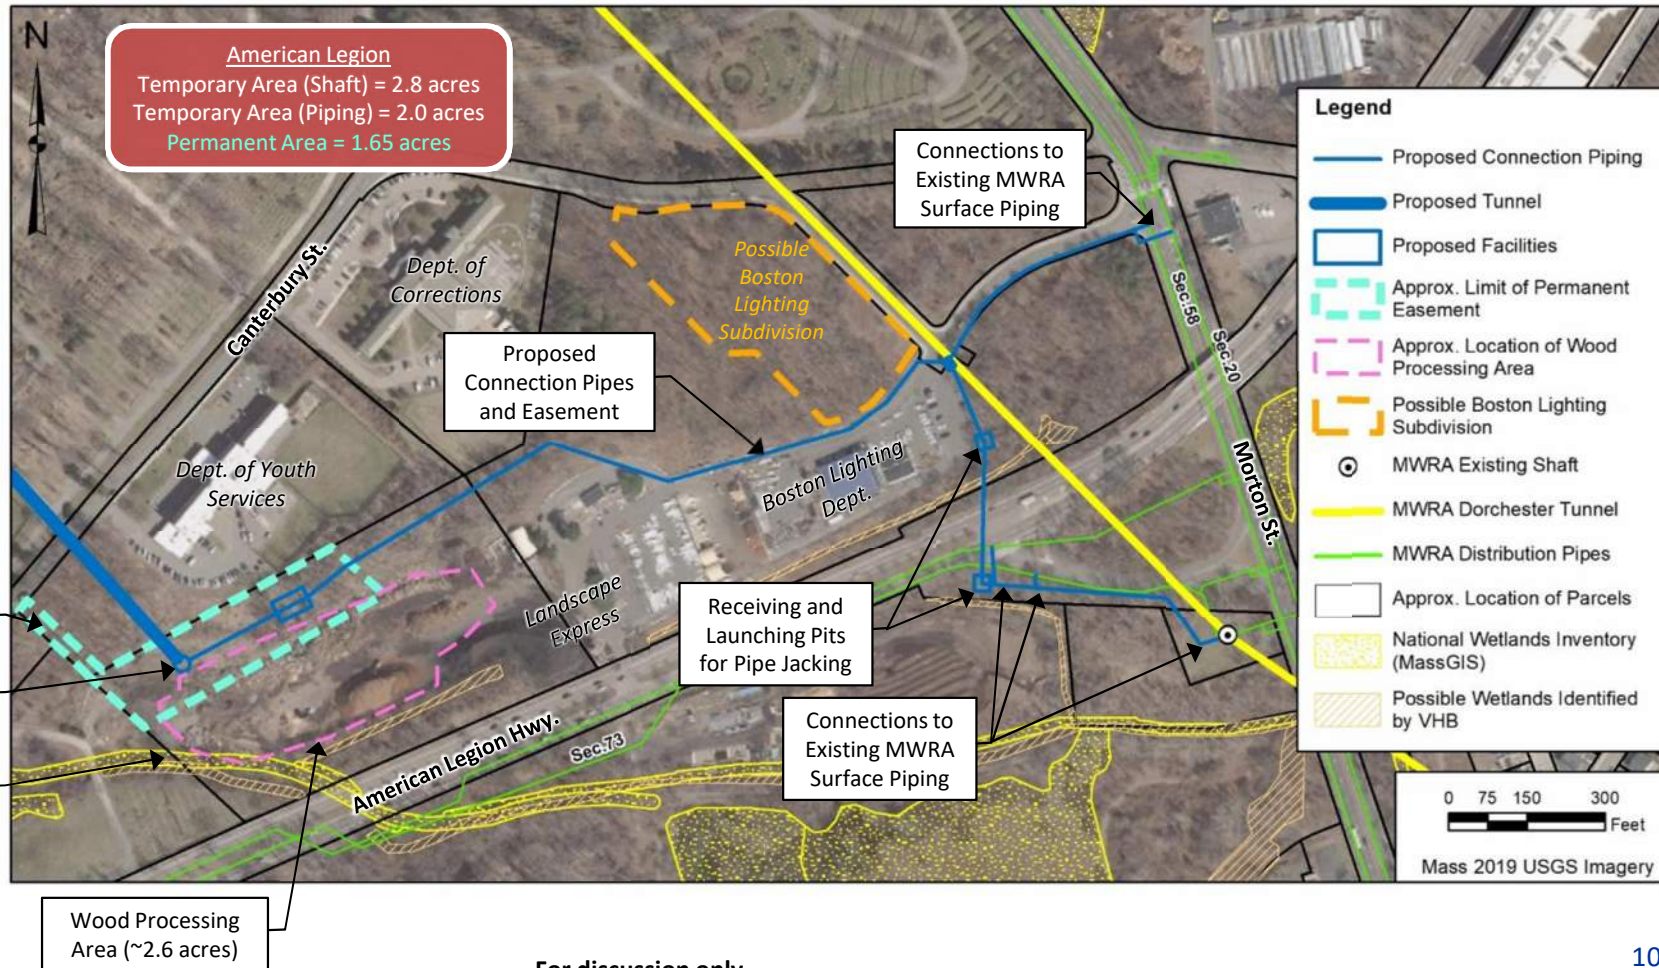 N
American Legion
Temporary Area (Shaft) = 2.8 acres
Temporary Area (Piping) = 2.0 acres
Permanent Area = 1.65 acres
Canterbury St.
Dept. of
Corrections
Possible
Boston
Lighting
Subdivision
Connections to
Existing MWRA
Surface Piping
Proposed
Connection Pipes
and Easement
Dept. of Youth
Services
Boston Lighting
Dept.
Landscape
Express
Sec.58
Sec.20
Morton St.
Receiving and
Launching Pits
for Pipe Jacking
Connections to
Existing MWRA
Surface Piping
American Legion Hwy.
Sec.73
Wood Processing
Area (~2.6 acres)
Legend
Proposed Connection Piping
Proposed Tunnel
Proposed Facilities
Approx. Limit of Permanent
Easement
Approx. Location of Wood
Processing Area
Possible Boston Lighting
Subdivision
MWRA Existing Shaft
MWRA Dorchester Tunnel
MWRA Distribution Pipes
Approx. Location of Parcels
National Wetlands Inventory
(MassGIS)
Possible Wetlands Identified
by VHB
0 75 150 300
Feet
Mass 2019 USGS Imagery
For discussion only
10